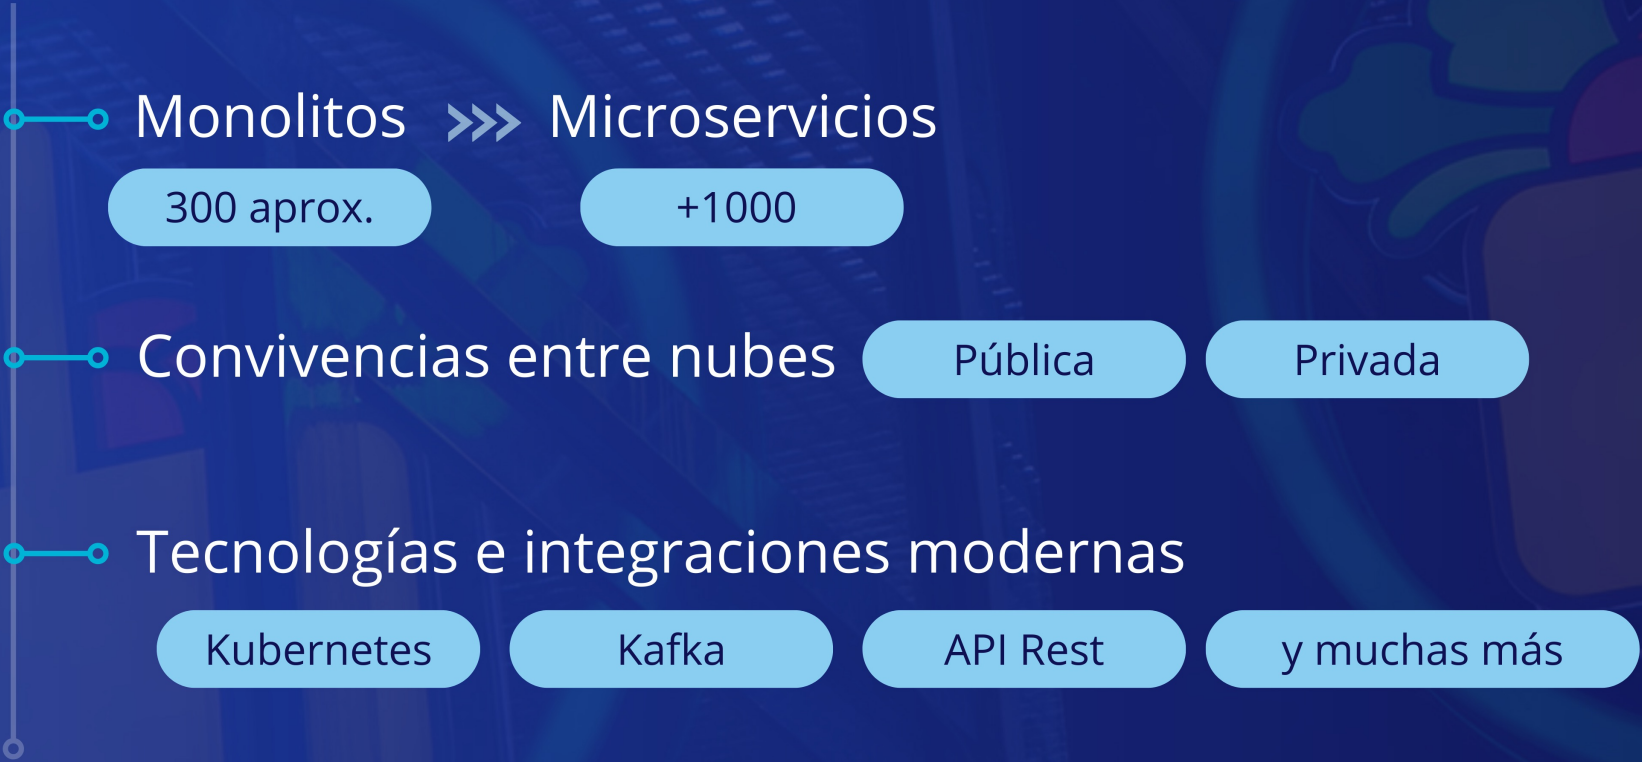 Monolitos >>> Microservicios
300 aprox. +1000
Convivencias entre nubes Pública Privada
Tecnologías e integraciones modernas
Kubernetes Kafka API Rest y muchas más